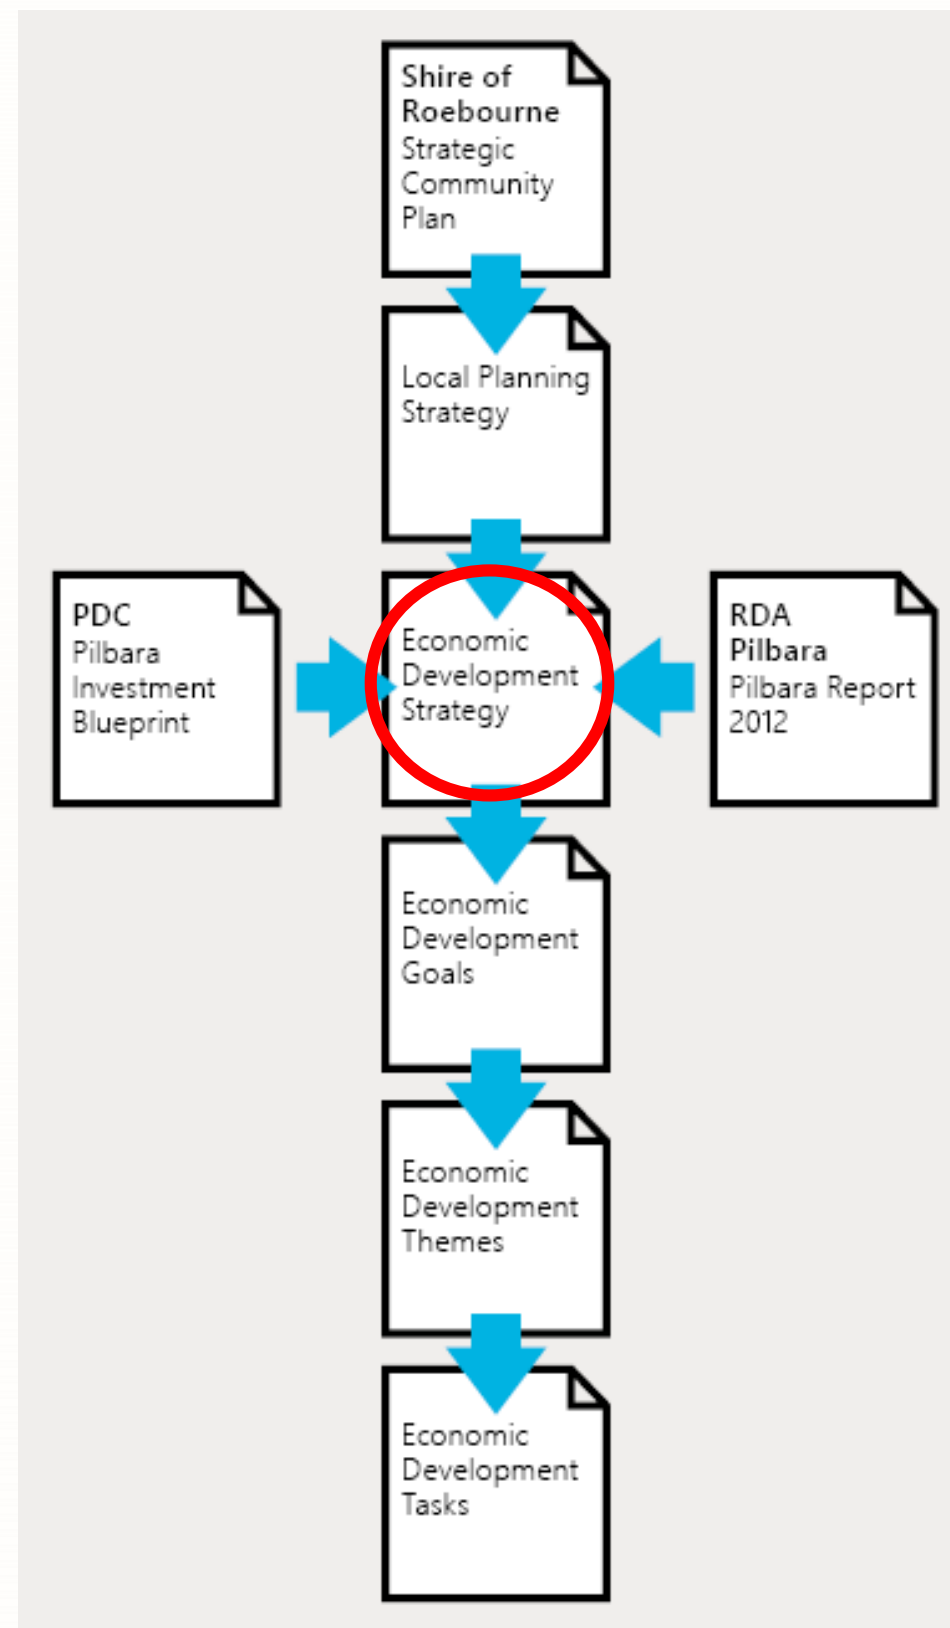 Shire of
Roebourne
Strategic
Community
Plan
Local Planning
Strategy
PDC
Pilbara
Investment
Blueprint
Economic
Development
Strategy
RDA
Pilbara
Pilbara Report
2012
Economic
Development
Goals
Economic
Development
Themes
Economic
Development
Tasks